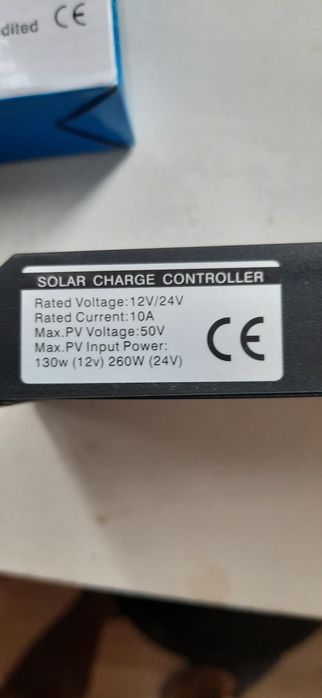 edited CE
SOLAR CHARGE CONTROLLER
Rated Voltage:12V/24V
Rated Current:10A
Max.PV Voltage:50V
Max.PV Input Power:
130w (12v) 260W (24V)
CE